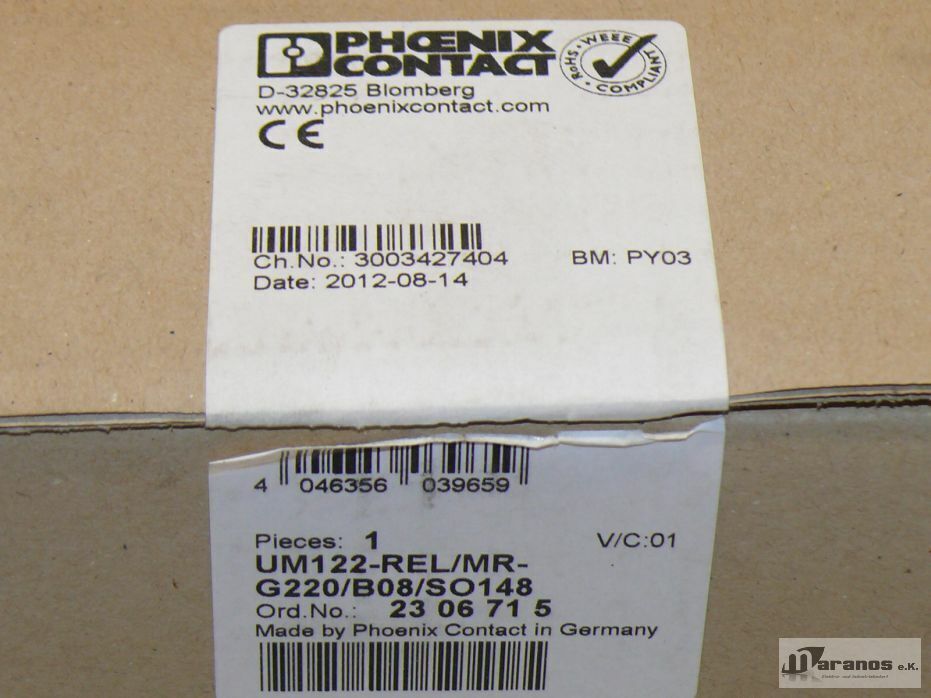 PHOENIX
CONTACT
RoHS · WEEE · COMPLIANT
D-32825 Blomberg
www.phoenixcontact.com
CE
Ch.No.: 3003427404 BM: PY03
Date: 2012-08-14
4 046356 039659
Pieces: 1 V/C:01
UM122-REL/MR-
G220/B08/SO148
Ord.No.: 23 06 71 5
Made by Phoenix Contact in Germany
maranos e.K.